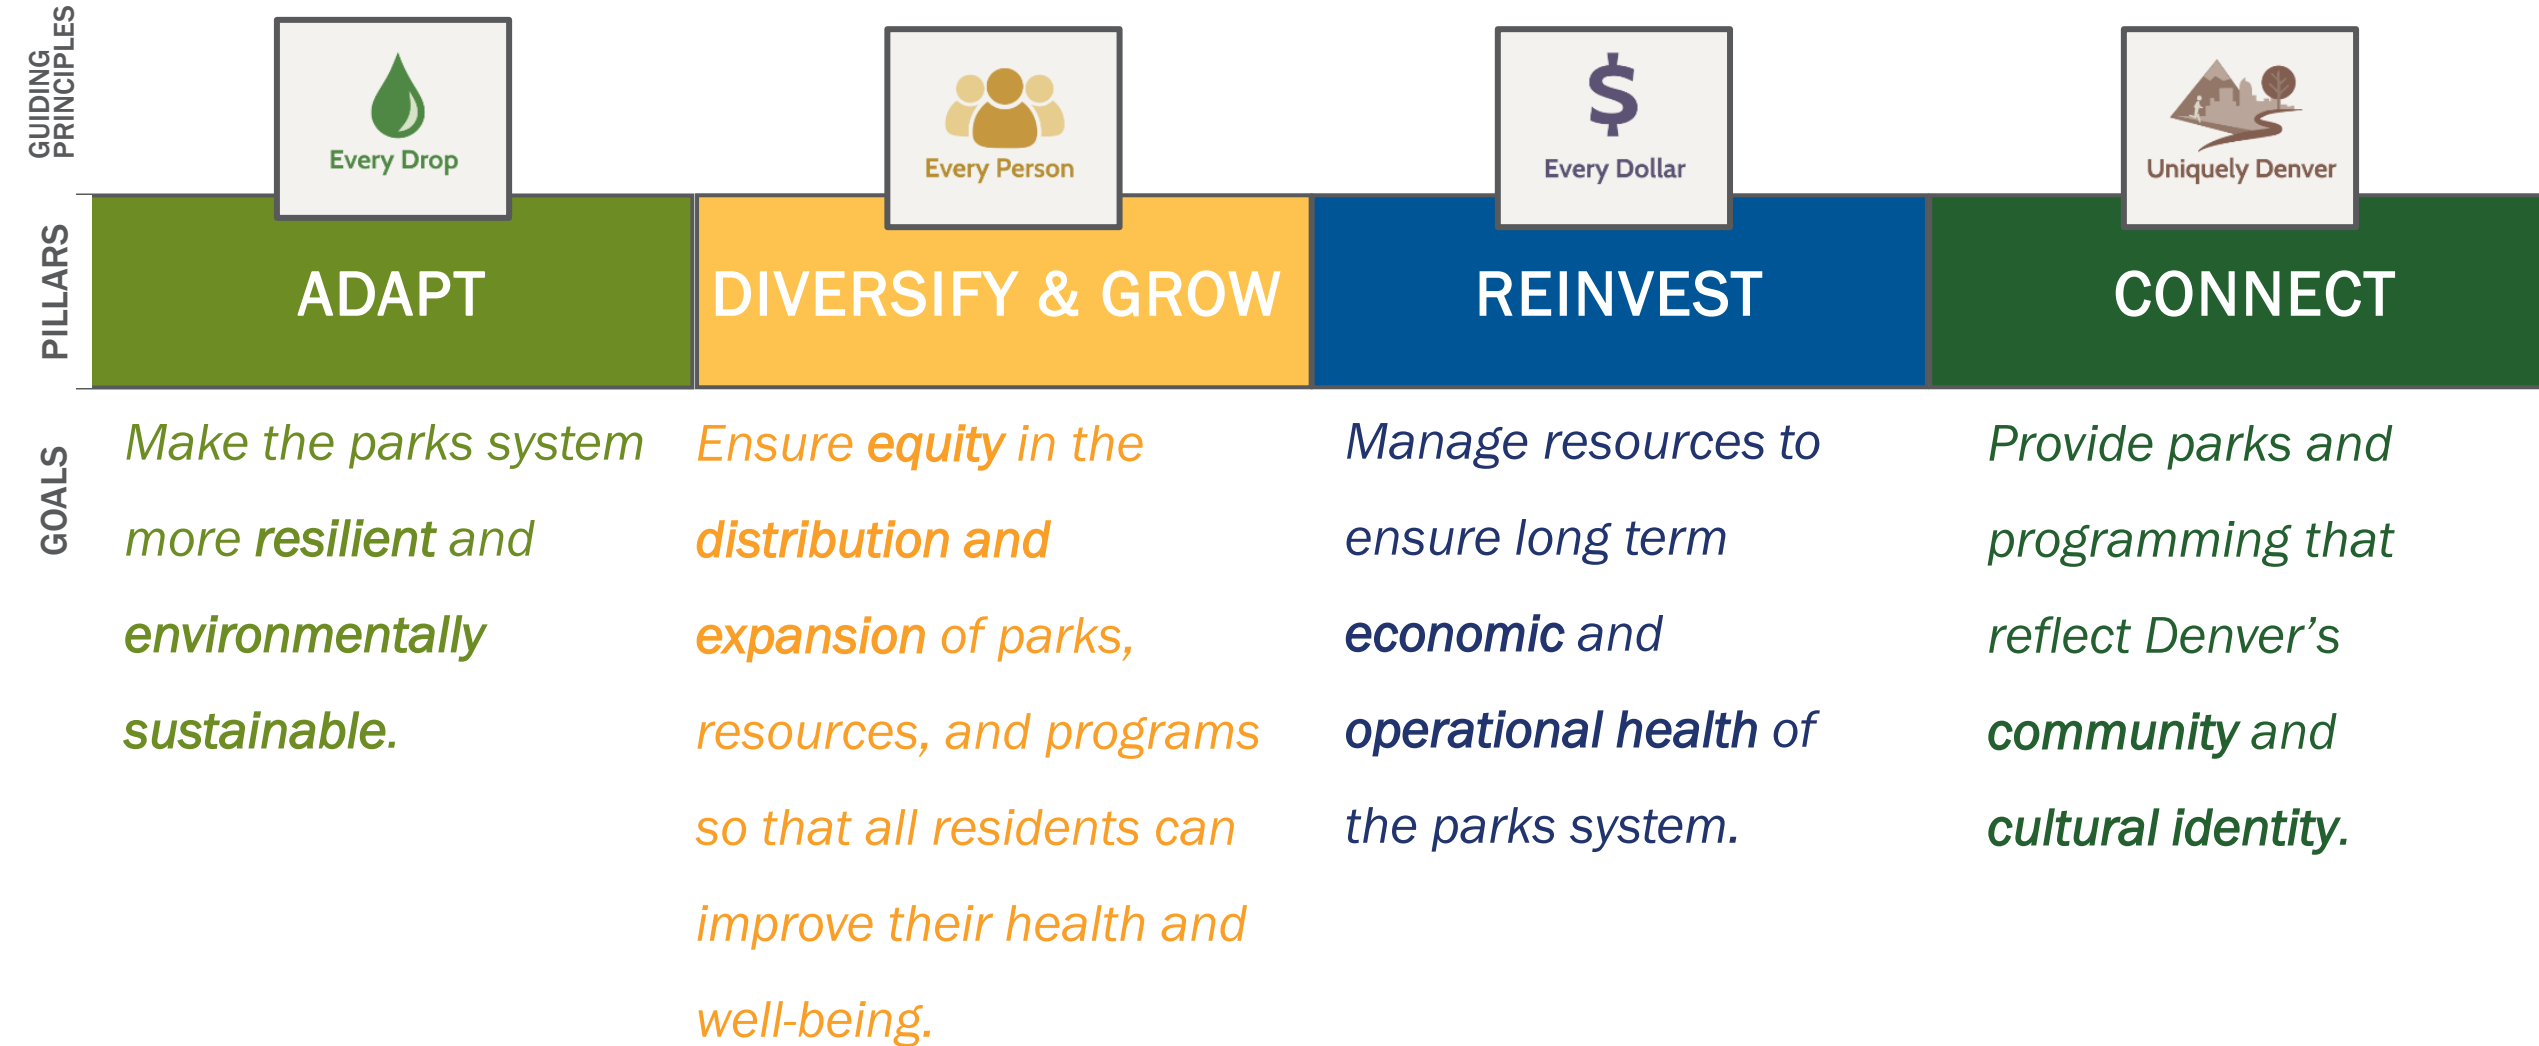 GUIDING
PRINCIPLES
Every Drop
Every Person
Every Dollar
Uniquely Denver
PILLARS
ADAPT
DIVERSIFY & GROW
REINVEST
CONNECT
GOALS
Make the parks system
more resilient and
environmentally
sustainable.
Ensure equity in the
distribution and
expansion of parks,
resources, and programs
so that all residents can
improve their health and
well-being.
Manage resources to
ensure long term
economic and
operational health of
the parks system.
Provide parks and
programming that
reflect Denver’s
community and
cultural identity.